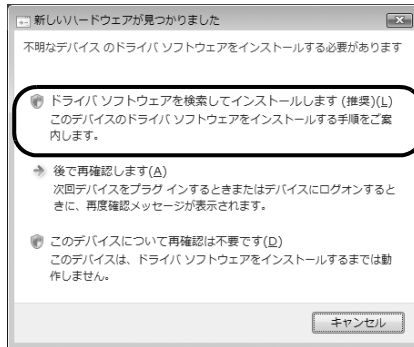 新しいハードウェアが見つかりました
不明なデバイス のドライバ ソフトウェアをインストールする必要があります
ドライバ ソフトウェアを検索してインストールします (推奨)(L)
このデバイスのドライバ ソフトウェアをインストールする手順をご案
内します。
後で再確認します(A)
次回デバイスをプラグ インするときまたはデバイスにログオンすると
きに、再度確認メッセージが表示されます。
このデバイスについて再確認は不要です(D)
このデバイスは、ドライバ ソフトウェアをインストールするまでは動
作しません。
キャンセル